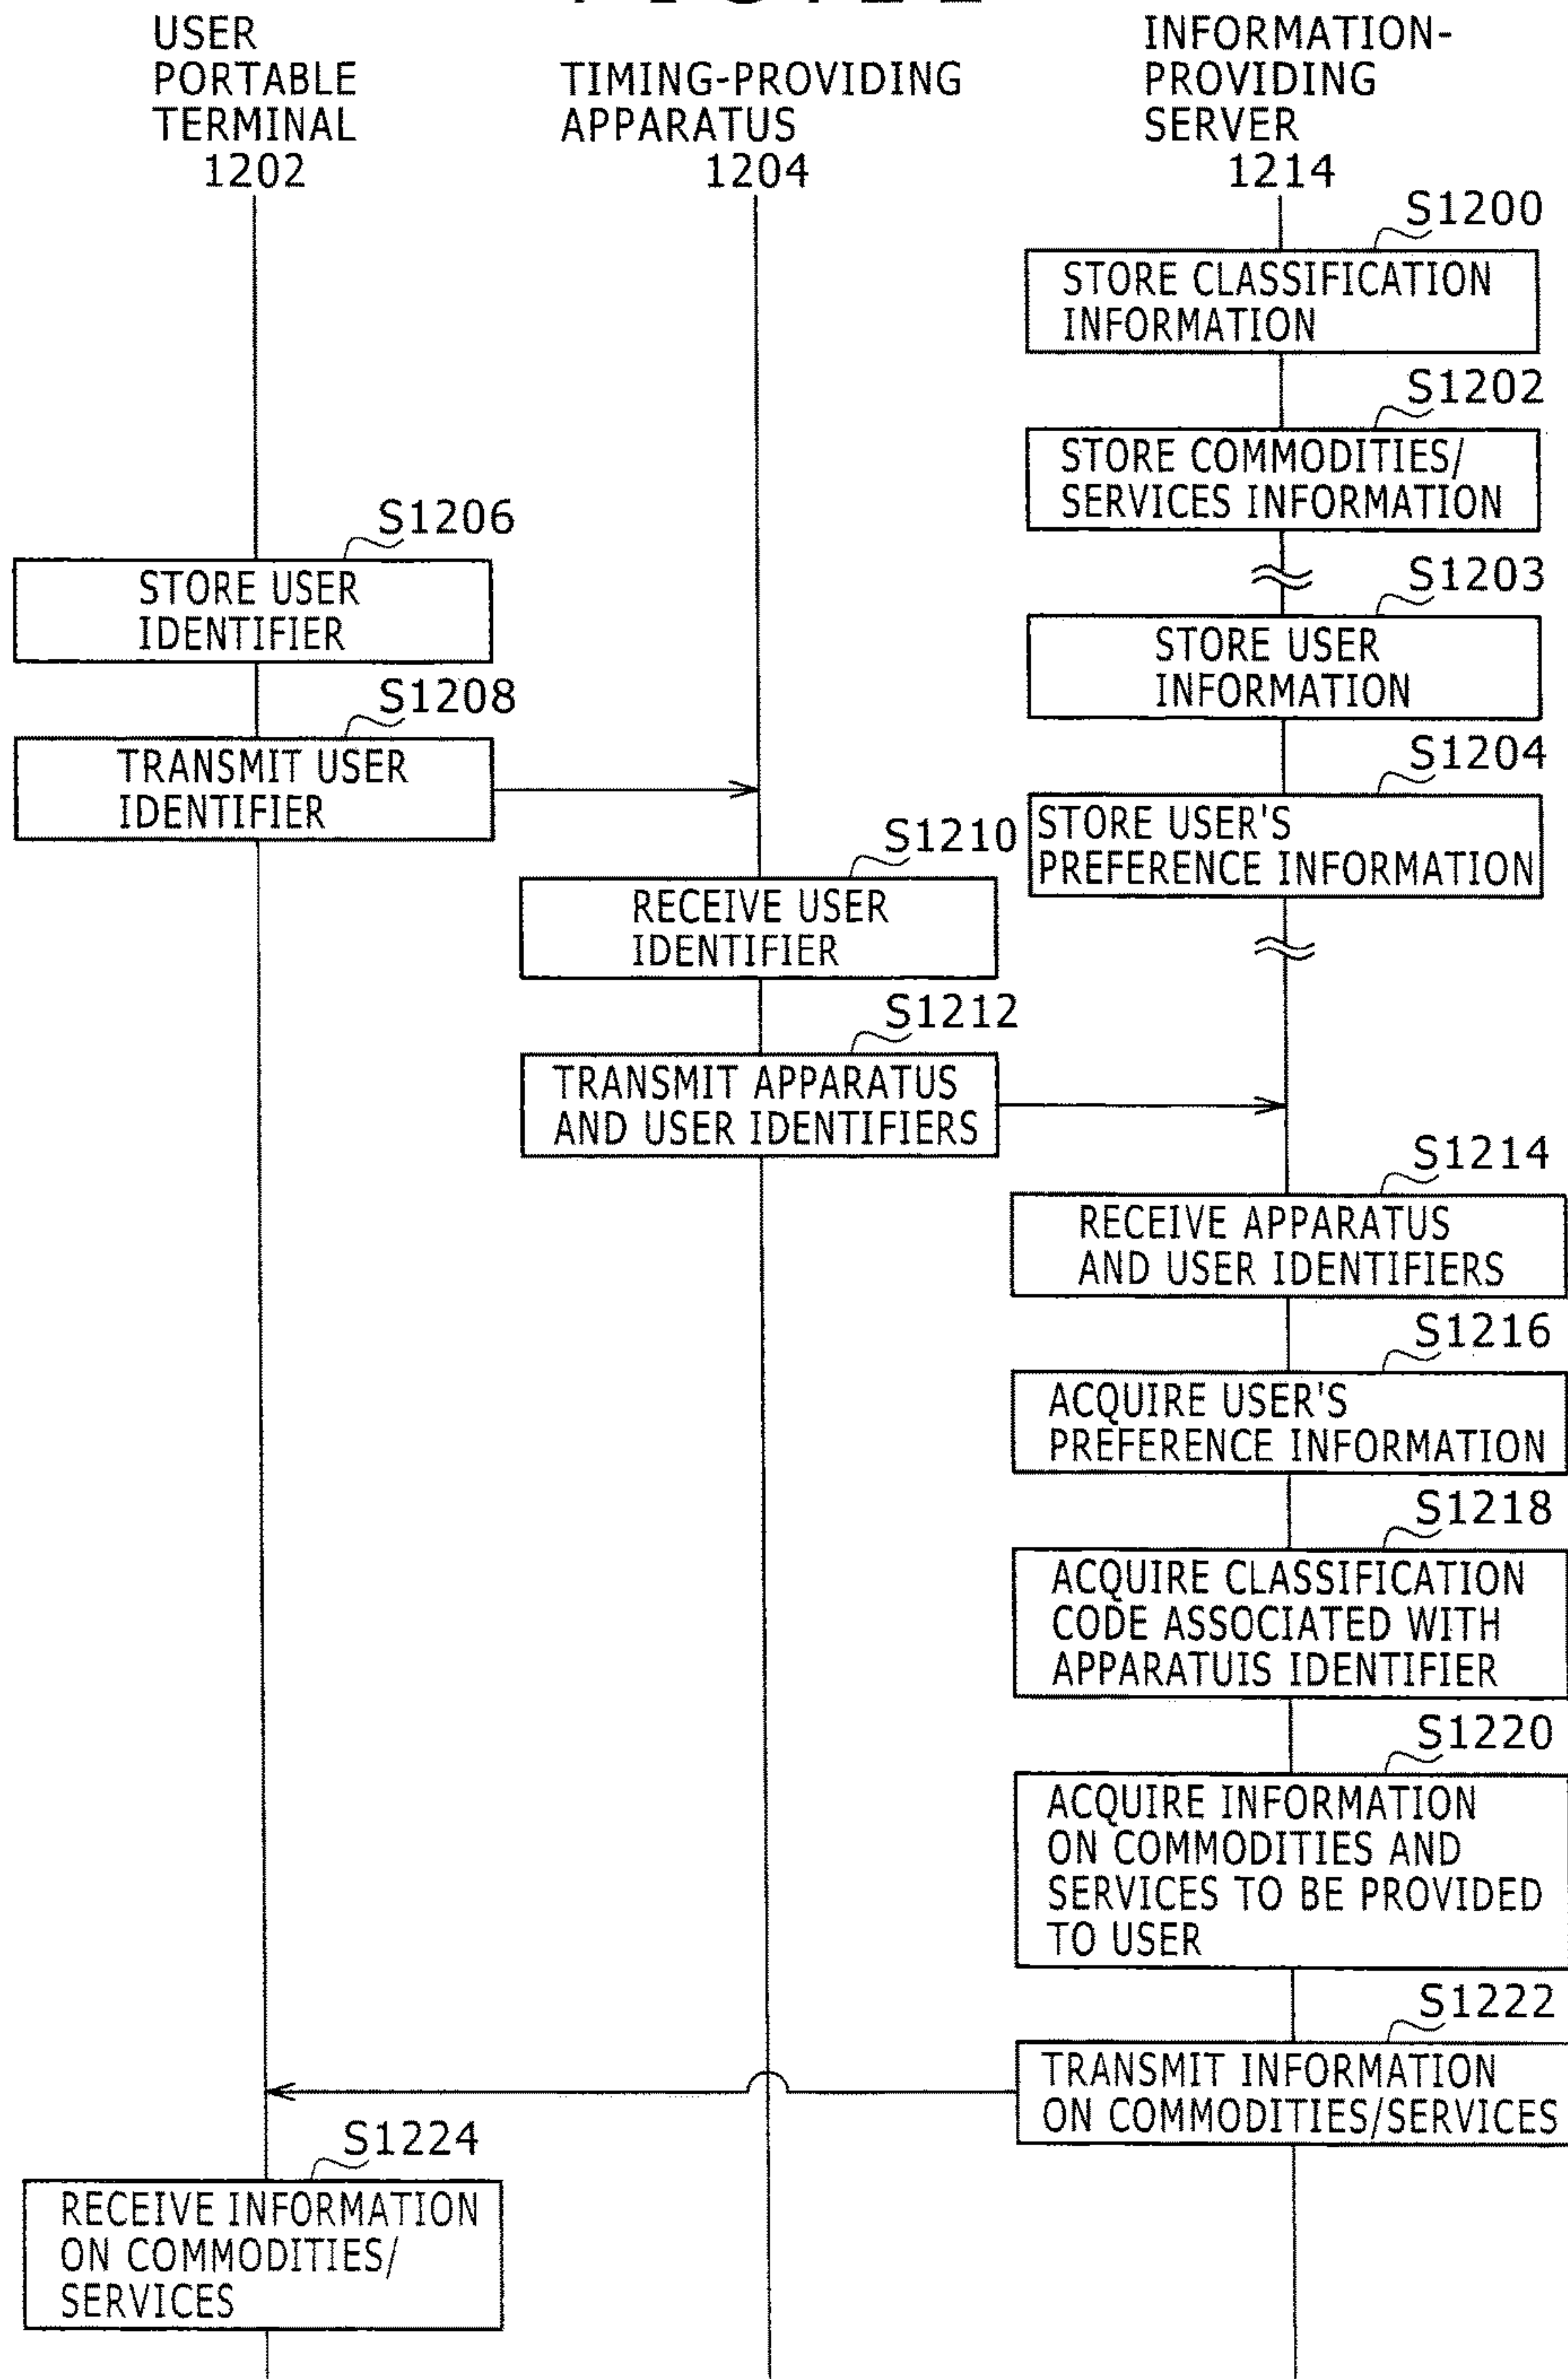 USER
PORTABLE
TERMINAL
1202
TIMING-PROVIDING
APPARATUS
1204
INFORMATION-
PROVIDING
SERVER
1214
S1200
STORE CLASSIFICATION
INFORMATION
S1202
STORE COMMODITIES/
SERVICES INFORMATION
S1206
STORE USER
IDENTIFIER
S1203
STORE USER
INFORMATION
S1208
TRANSMIT USER
IDENTIFIER
S1204
STORE USER'S
PREFERENCE INFORMATION
S1210
RECEIVE USER
IDENTIFIER
S1212
TRANSMIT APPARATUS
AND USER IDENTIFIERS
S1214
RECEIVE APPARATUS
AND USER IDENTIFIERS
S1216
ACQUIRE USER'S
PREFERENCE INFORMATION
S1218
ACQUIRE CLASSIFICATION
CODE ASSOCIATED WITH
APPARATUIS IDENTIFIER
S1220
ACQUIRE INFORMATION
ON COMMODITIES AND
SERVICES TO BE PROVIDED
TO USER
S1222
TRANSMIT INFORMATION
ON COMMODITIES/SERVICES
S1224
RECEIVE INFORMATION
ON COMMODITIES/
SERVICES